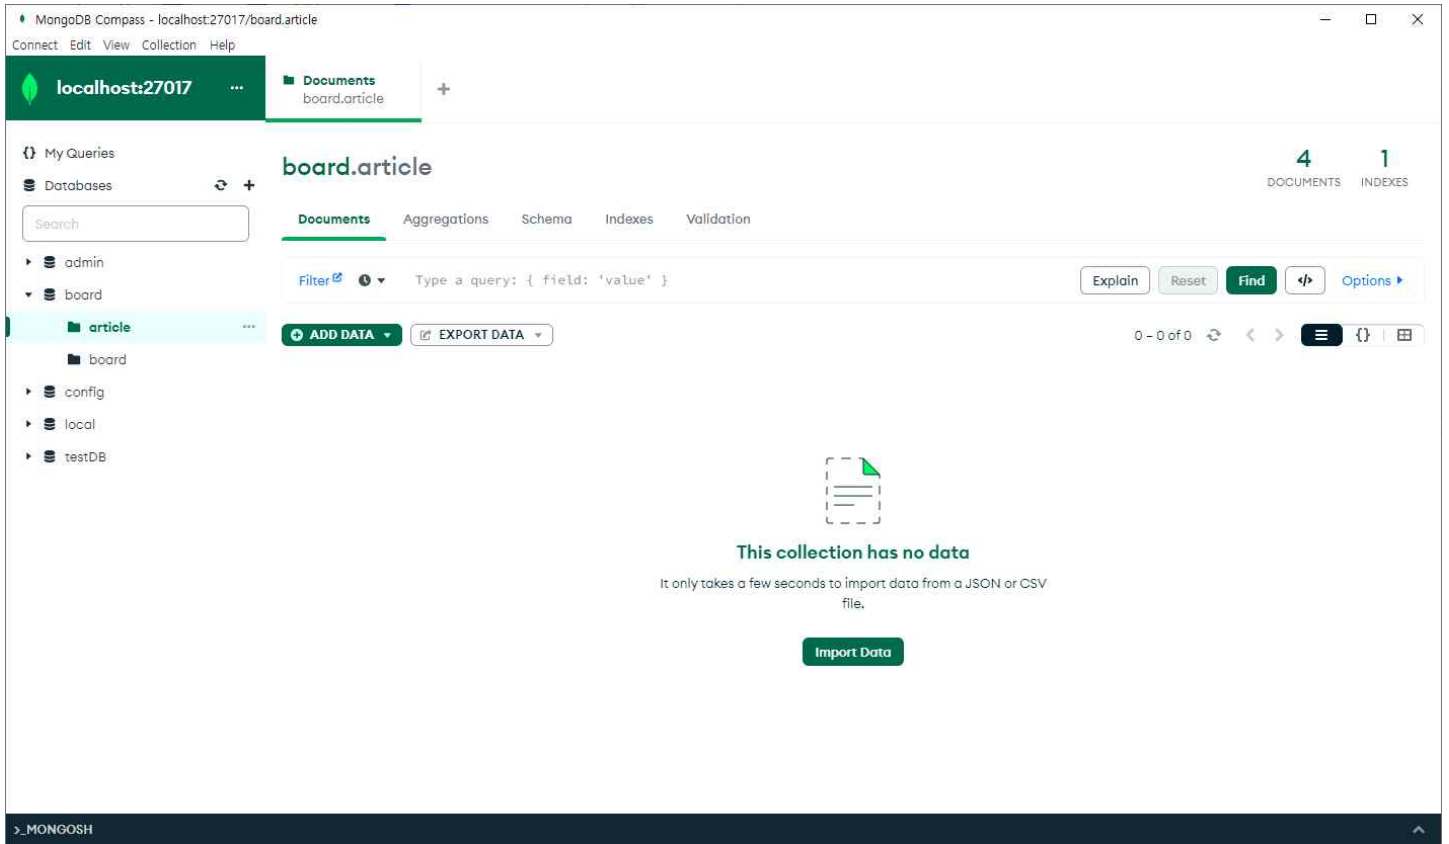 MongoDB Compass - localhost:27017/board.article
Connect Edit View Collection Help
localhost:27017 ...
Documents
board.article
+
{} My Queries
Databases
Search
admin
board
article ...
board
config
local
testDB
board.article
4
DOCUMENTS
1
INDEXES
Documents Aggregations Schema Indexes Validation
Filter Type a query: { field: 'value' } Explain Reset Find </> Options
ADD DATA EXPORT DATA 0 – 0 of 0 {}
This collection has no data
It only takes a few seconds to import data from a JSON or CSV
file.
Import Data
>_MONGOSH